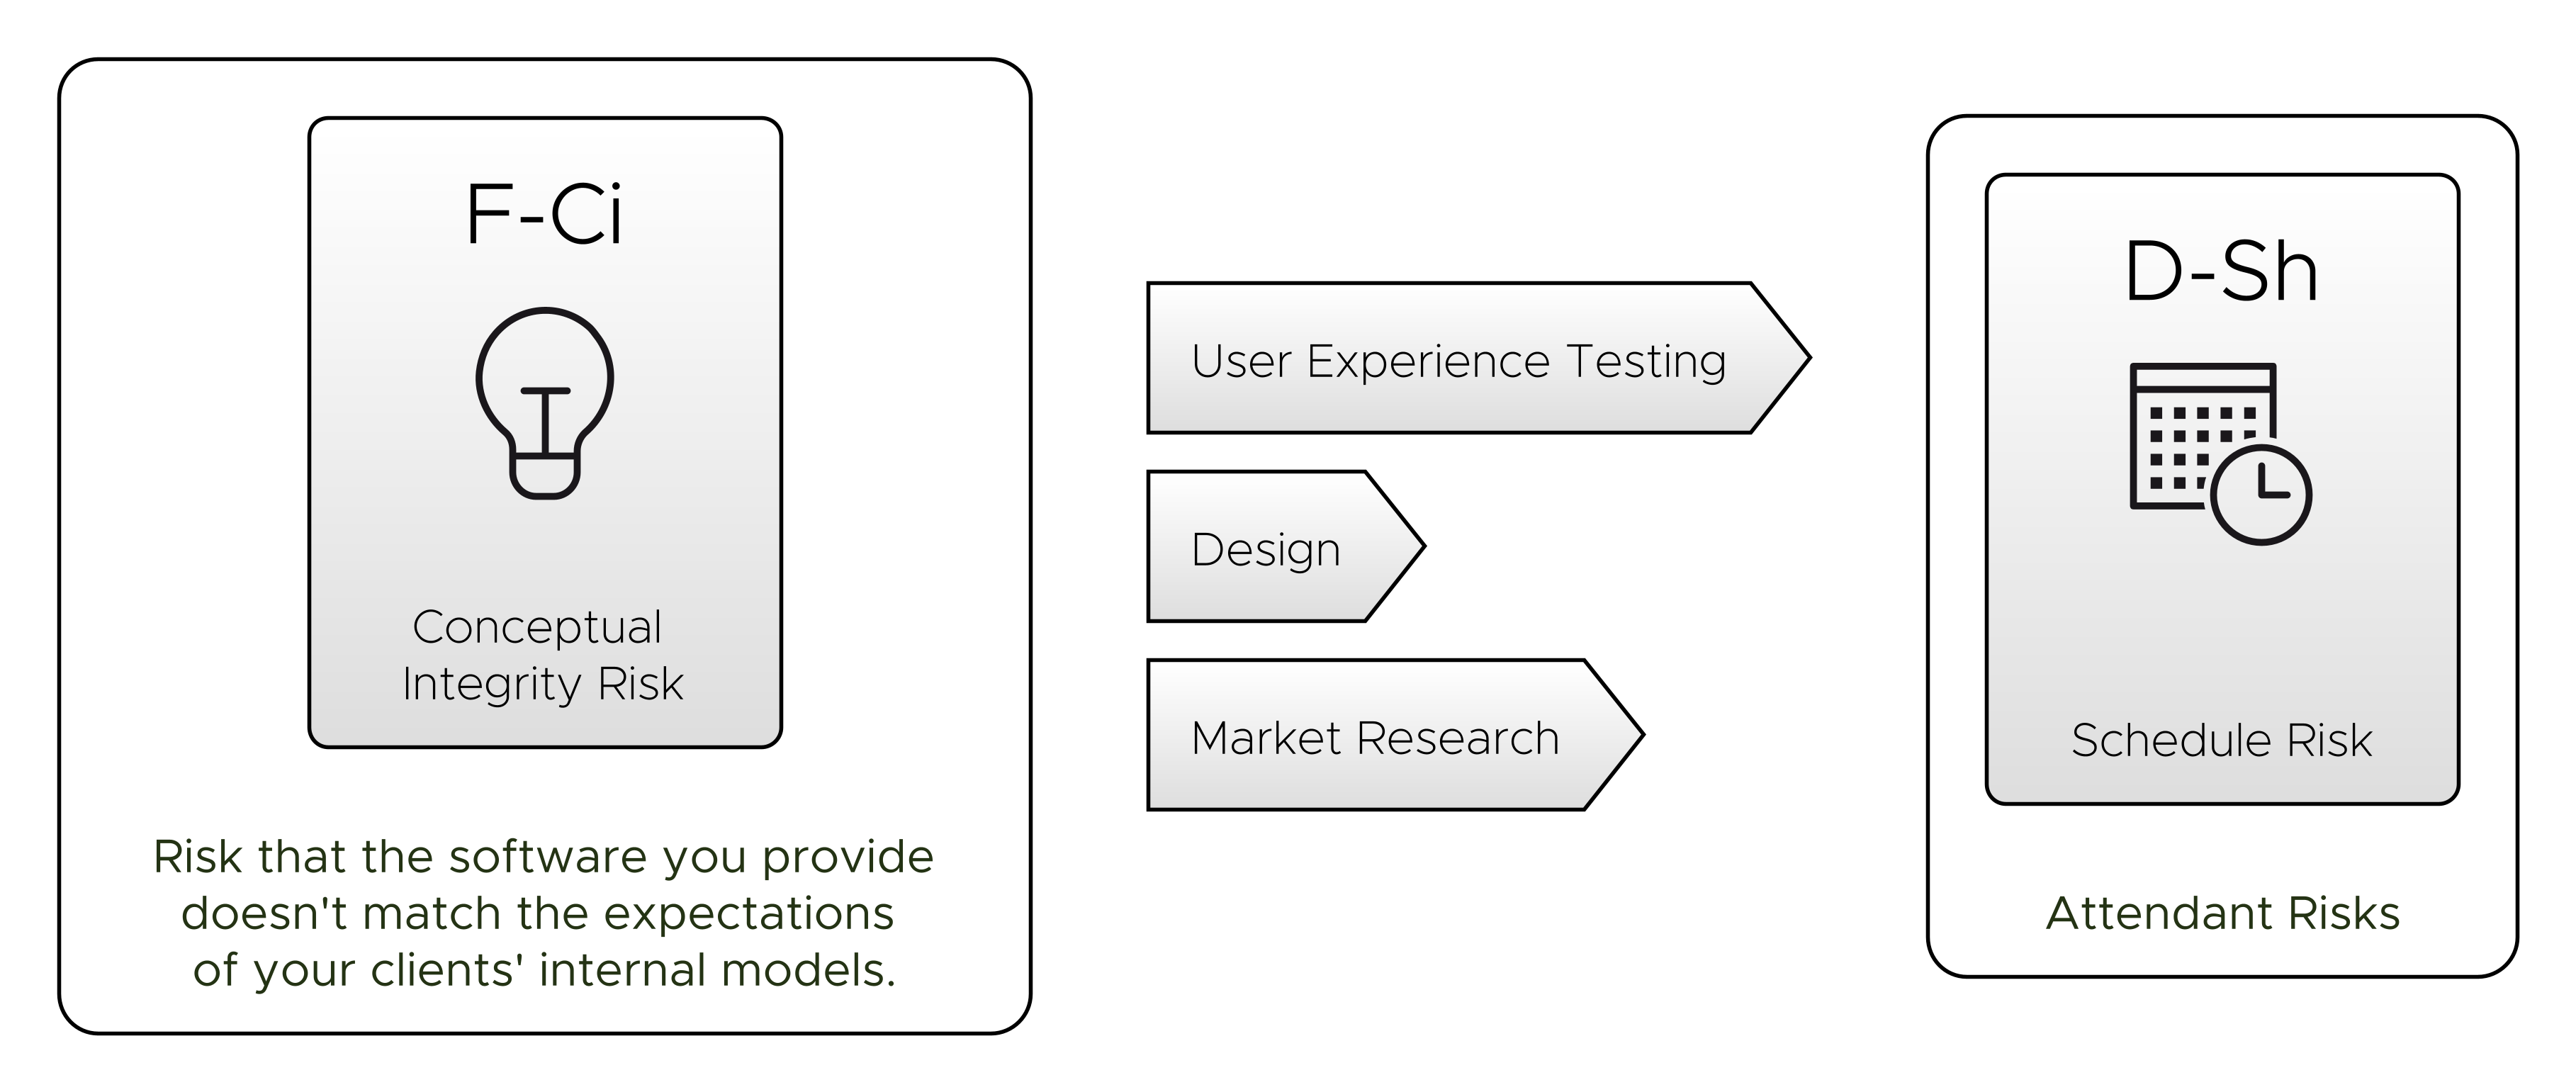 F-Ci
Conceptual
Integrity Risk
Risk that the software you provide
doesn't match the expectations
of your clients' internal models.
User Experience Testing
Design
Market Research
D-Sh
Schedule Risk
Attendant Risks